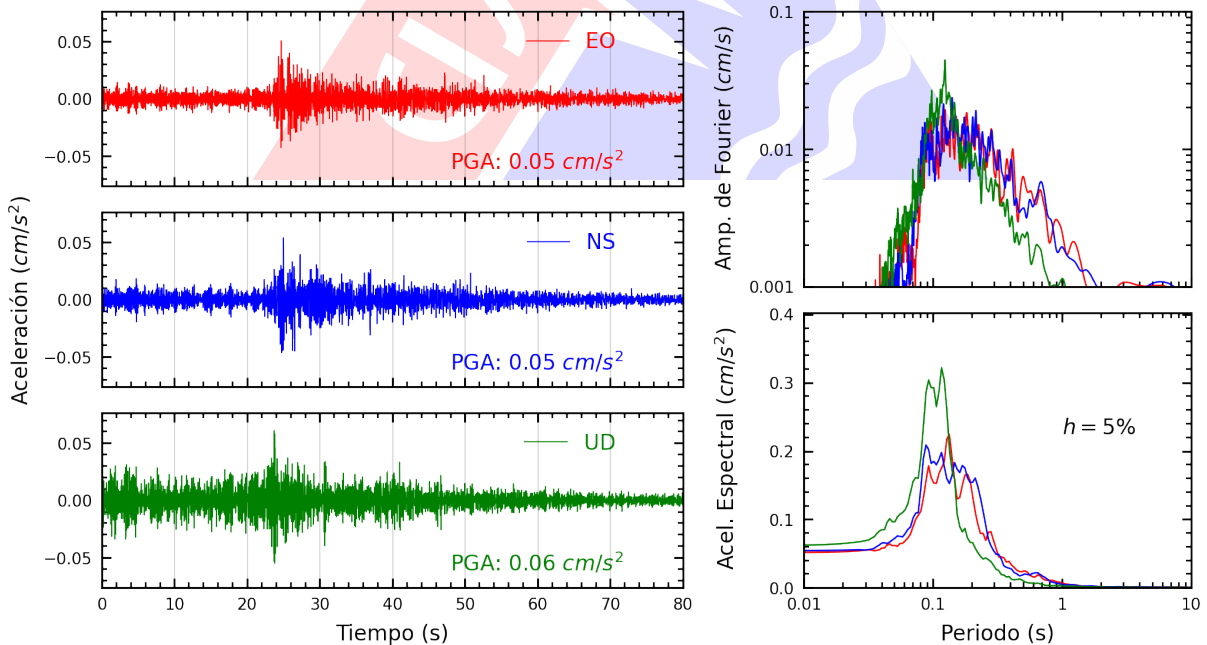 Aceleración (cm/s²)
0.05
0.00
−0.05
EO
PGA: 0.05 cm/s²
0.05
0.00
−0.05
NS
PGA: 0.05 cm/s²
0.05
0.00
−0.05
UD
PGA: 0.06 cm/s²
0 10 20 30 40 50 60 70 80
Tiempo (s)
Amp. de Fourier (cm/s)
0.1
0.01
0.001
Acel. Espectral (cm/s²)
0.4
0.3
0.2
0.1
0.0
h = 5%
0.01 0.1 1 10
Periodo (s)